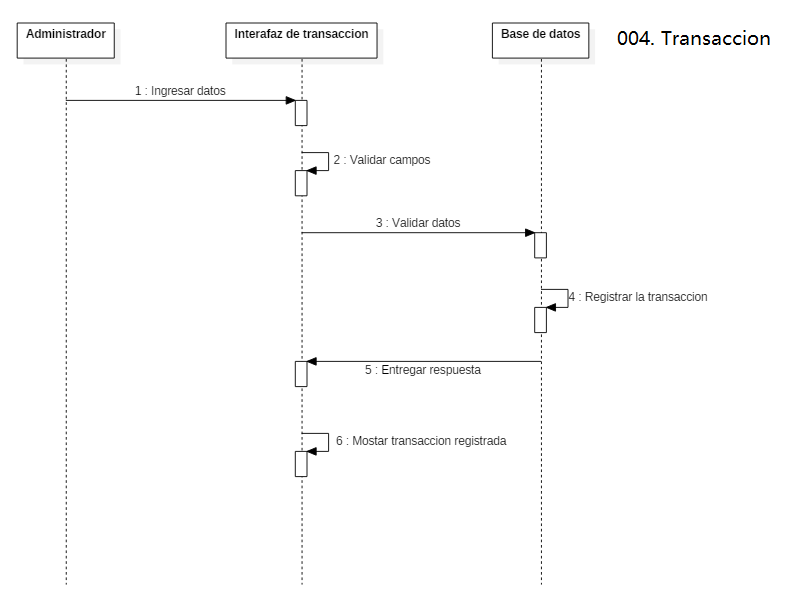 Administrador
Interafaz de transaccion
Base de datos
004. Transaccion
1 : Ingresar datos
2 : Validar campos
3 : Validar datos
4 : Registrar la transaccion
5 : Entregar respuesta
6 : Mostar transaccion registrada